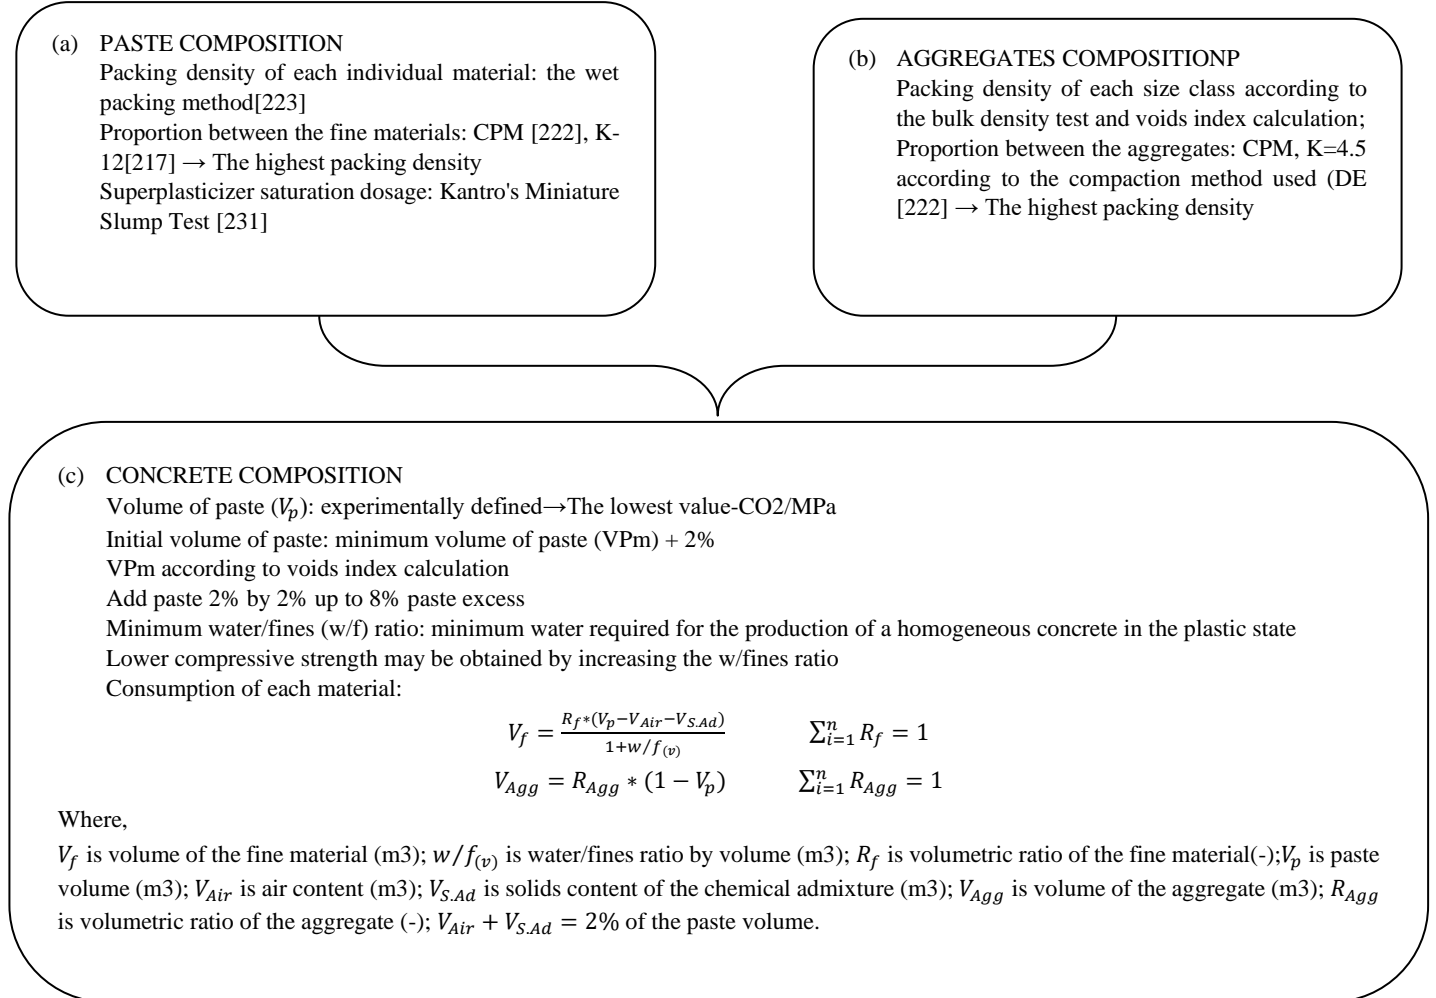 (a) PASTE COMPOSITION
Packing density of each individual material: the wet
packing method[223]
Proportion between the fine materials: CPM [222], K-
12[217] → The highest packing density
Superplasticizer saturation dosage: Kantro's Miniature
Slump Test [231]
(b) AGGREGATES COMPOSITIONP
Packing density of each size class according to
the bulk density test and voids index calculation;
Proportion between the aggregates: CPM, K=4.5
according to the compaction method used (DE
[222] → The highest packing density
(c) CONCRETE COMPOSITION
Volume of paste (V_p): experimentally defined→The lowest value-CO2/MPa
Initial volume of paste: minimum volume of paste (VPm) + 2%
VPm according to voids index calculation
Add paste 2% by 2% up to 8% paste excess
Minimum water/fines (w/f) ratio: minimum water required for the production of a homogeneous concrete in the plastic state
Lower compressive strength may be obtained by increasing the w/fines ratio
Consumption of each material:
V_f = R_f*(V_p−V_Air−V_S.Ad) / 1+w/f_(v) ∑_{i=1}^{n} R_f = 1
V_Agg = R_Agg * (1 − V_p) ∑_{i=1}^{n} R_Agg = 1
Where,
V_f is volume of the fine material (m3); w/f_(v) is water/fines ratio by volume (m3); R_f is volumetric ratio of the fine material(-);V_p is paste
volume (m3); V_Air is air content (m3); V_S.Ad is solids content of the chemical admixture (m3); V_Agg is volume of the aggregate (m3); R_Agg
is volumetric ratio of the aggregate (-); V_Air + V_S.Ad = 2% of the paste volume.